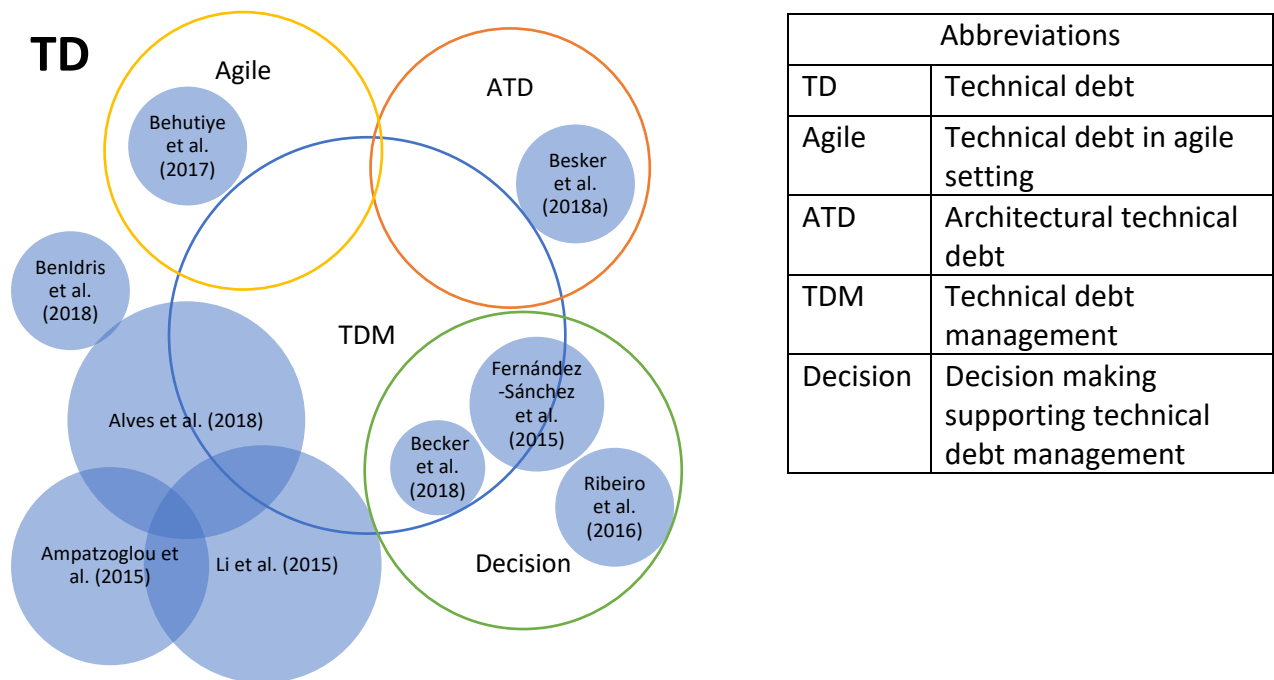 TD
Agile
ATD
Behutiye
et al.
(2017)
Besker
et al.
(2018a)
BenIdris
et al.
(2018)
TDM
Fernández
-Sánchez
et al.
(2015)
Alves et al. (2018)
Becker
et al.
(2018)
Ribeiro
et al.
(2016)
Ampatzoglou et
al. (2015)
Li et al. (2015)
Decision
Abbreviations
TD Technical debt
Agile Technical debt in agile
setting
ATD Architectural technical
debt
TDM Technical debt
management
Decision Decision making
supporting technical
debt management